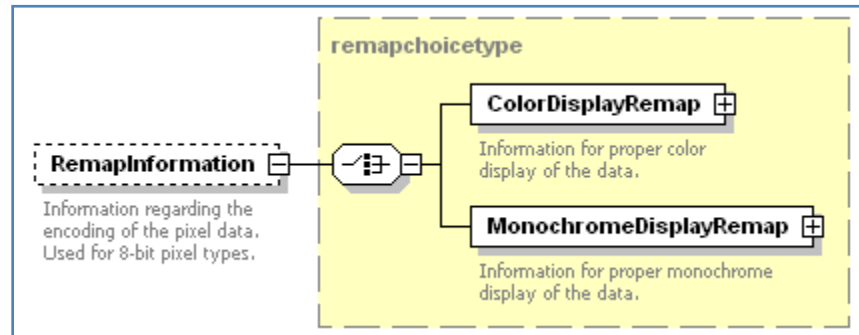 remapchoicetype
ColorDisplayRemap
Information for proper color
display of the data.
RemapInformation
Information regarding the
encoding of the pixel data.
Used for 8-bit pixel types.
MonochromeDisplayRemap
Information for proper monochrome
display of the data.